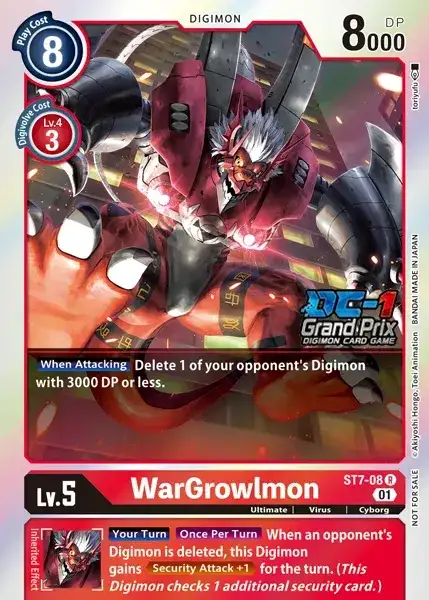 DIGIMON
Play Cost
8
DP
8000
Digivolve Cost
Lv.4
3
toriyufu
DC-1
Grand Prix
DIGIMON CARD GAME
When Attacking Delete 1 of your opponent's Digimon
with 3000 DP or less.
©Akiyoshi Hongo, Toei Animation BANDAI MADE IN JAPAN
NOT FOR SALE
Lv.5
WarGrowlmon
ST7-08 R
01
Ultimate | Virus | Cyborg
Inherited Effect
Your Turn Once Per Turn When an opponent's
Digimon is deleted, this Digimon
gains Security Attack +1 for the turn. (This
Digimon checks 1 additional security card.)